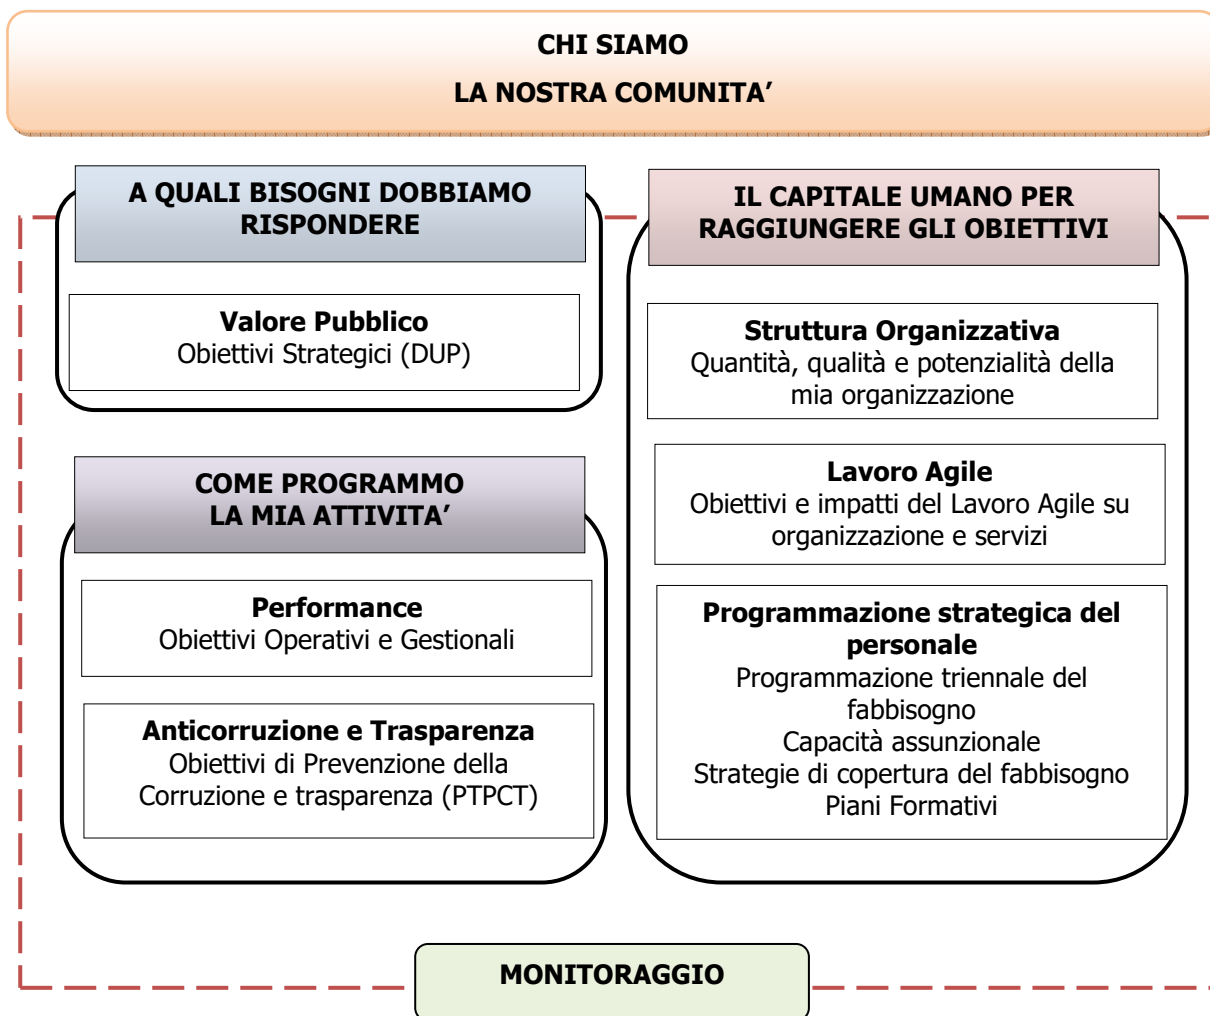 CHI SIAMO
LA NOSTRA COMUNITA’
A QUALI BISOGNI DOBBIAMO
RISPONDERE
Valore Pubblico
Obiettivi Strategici (DUP)
COME PROGRAMMO
LA MIA ATTIVITA’
Performance
Obiettivi Operativi e Gestionali
Anticorruzione e Trasparenza
Obiettivi di Prevenzione della
Corruzione e trasparenza (PTPCT)
IL CAPITALE UMANO PER
RAGGIUNGERE GLI OBIETTIVI
Struttura Organizzativa
Quantità, qualità e potenzialità della
mia organizzazione
Lavoro Agile
Obiettivi e impatti del Lavoro Agile su
organizzazione e servizi
Programmazione strategica del
personale
Programmazione triennale del
fabbisogno
Capacità assunzionale
Strategie di copertura del fabbisogno
Piani Formativi
MONITORAGGIO